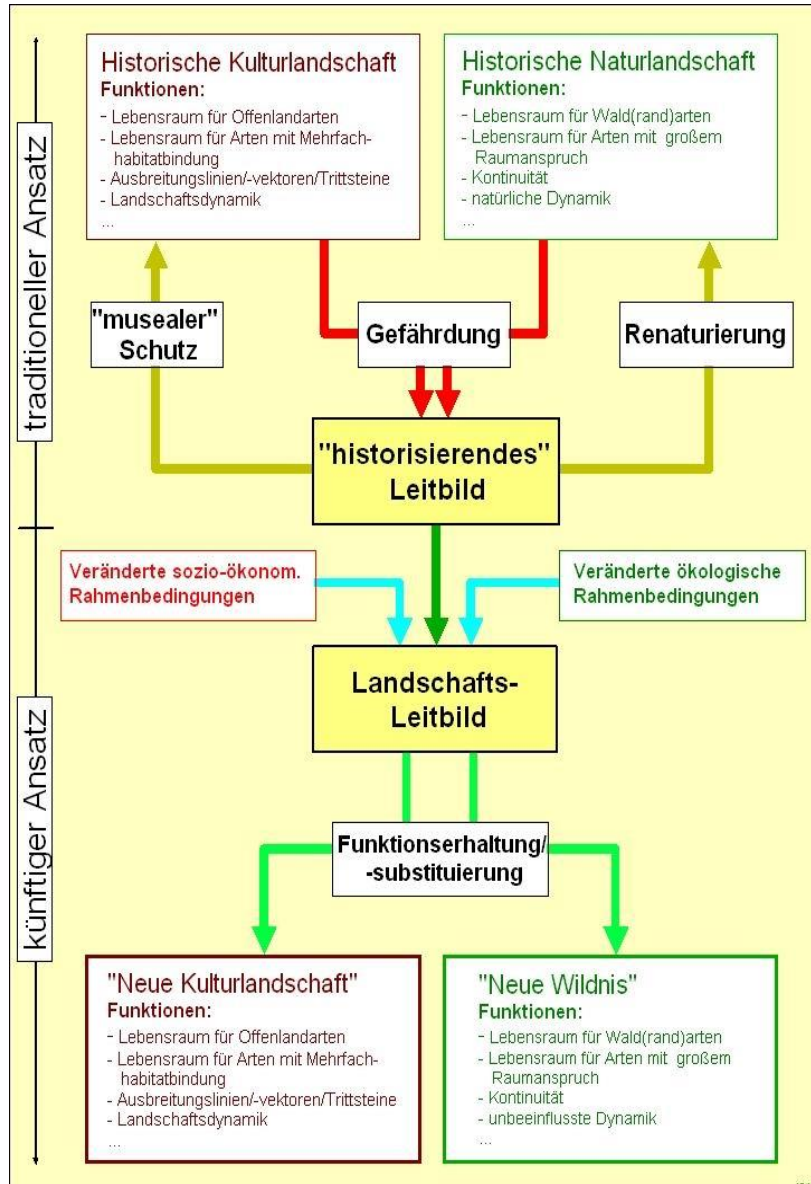 traditioneller Ansatz
Historische Kulturlandschaft
Funktionen:
- Lebensraum für Offenlandarten
- Lebensraum für Arten mit Mehrfach-
habitatbindung
- Ausbreitungslinien/-vektoren/Trittsteine
- Landschaftsdynamik
...
Historische Naturlandschaft
Funktionen:
- Lebensraum für Wald(rand)arten
- Lebensraum für Arten mit großem
Raumanspruch
- Kontinuität
- natürliche Dynamik
...
"musealer"
Schutz
Gefährdung
Renaturierung
"historisierendes"
Leitbild
künftiger Ansatz
Veränderte sozio-ökonom.
Rahmenbedingungen
Veränderte ökologische
Rahmenbedingungen
Landschafts-
Leitbild
Funktionserhaltung/
-substituierung
"Neue Kulturlandschaft"
Funktionen:
- Lebensraum für Offenlandarten
- Lebensraum für Arten mit Mehrfach-
habitatbindung
- Ausbreitungslinien/-vektoren/Trittsteine
- Landschaftsdynamik
...
"Neue Wildnis"
Funktionen:
- Lebensraum für Wald(rand)arten
- Lebensraum für Arten mit großem
Raumanspruch
- Kontinuität
- unbeeinflusste Dynamik
...